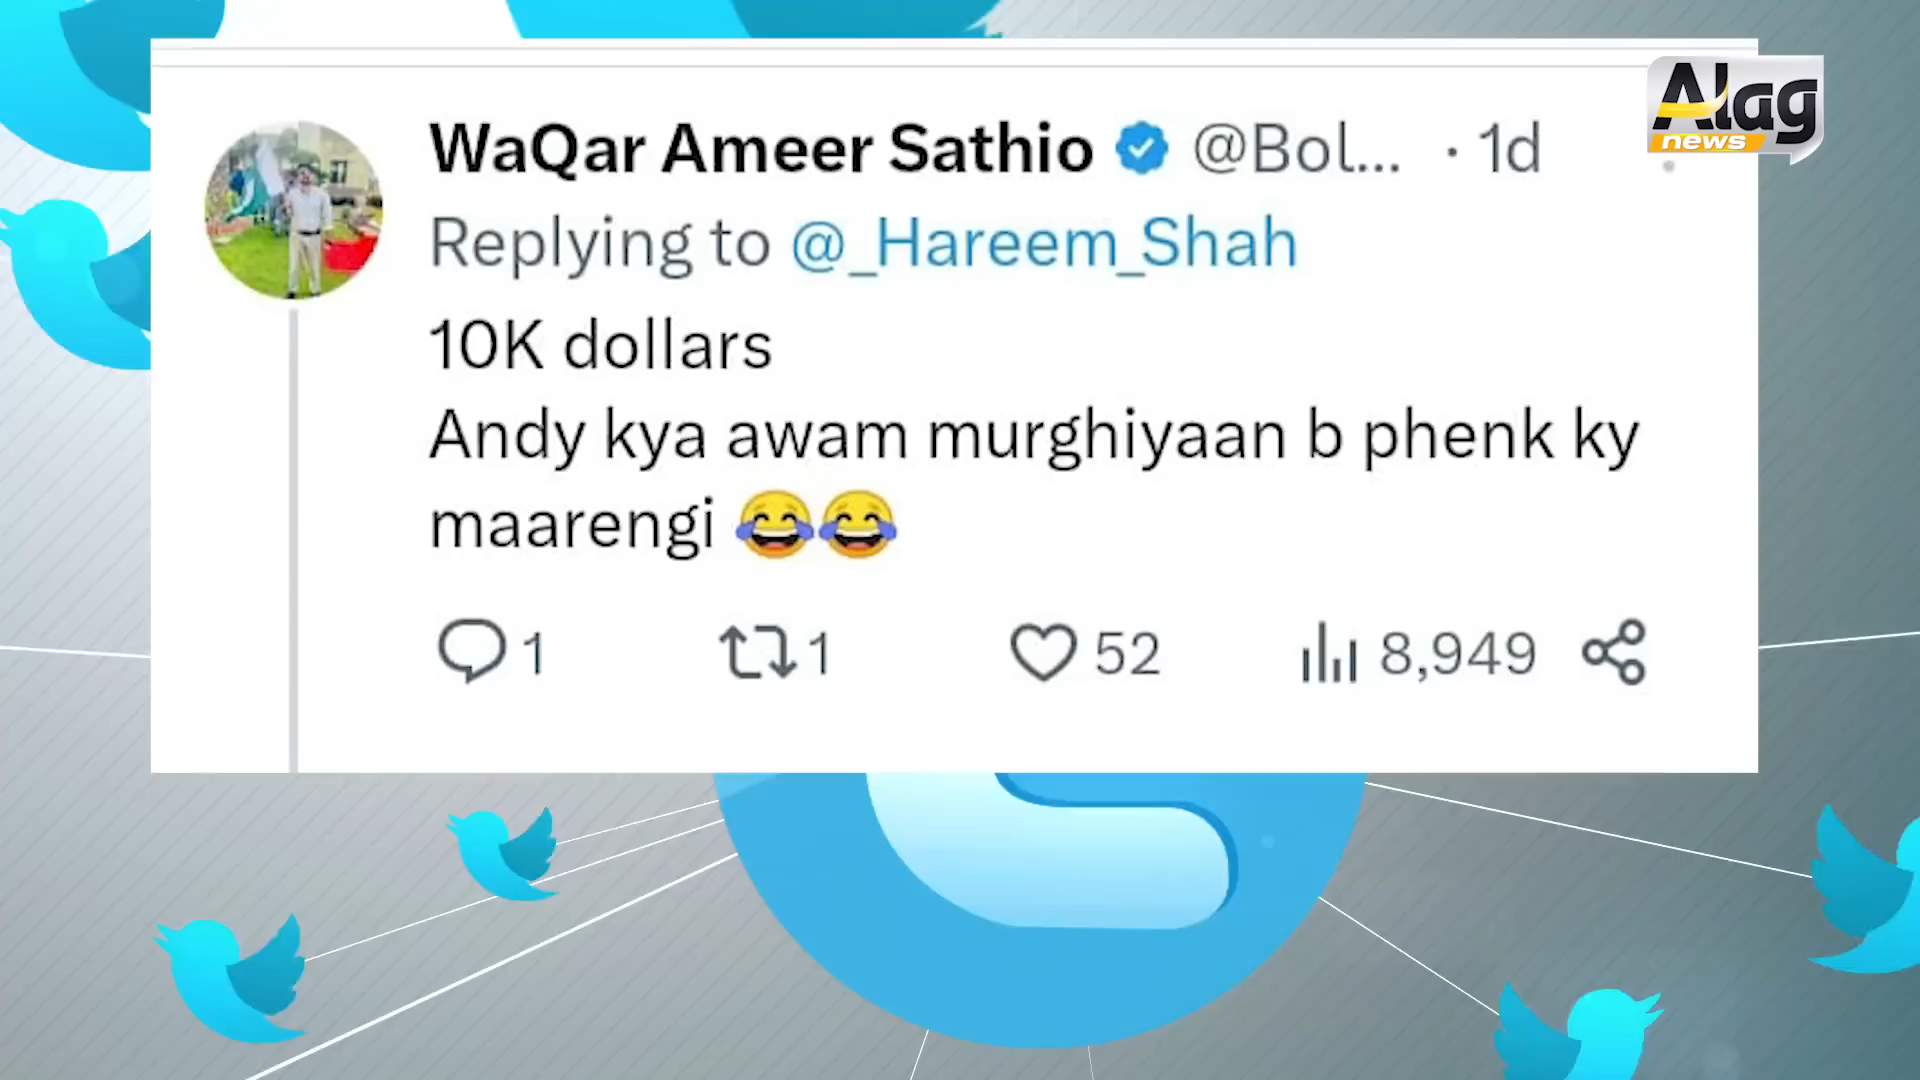 Alag
news
WaQar Ameer Sathio @Bol... · 1d
Replying to @_Hareem_Shah
10K dollars
Andy kya awam murghiyaan b phenk ky
maarengi 😂😂
1 1 52 8,949